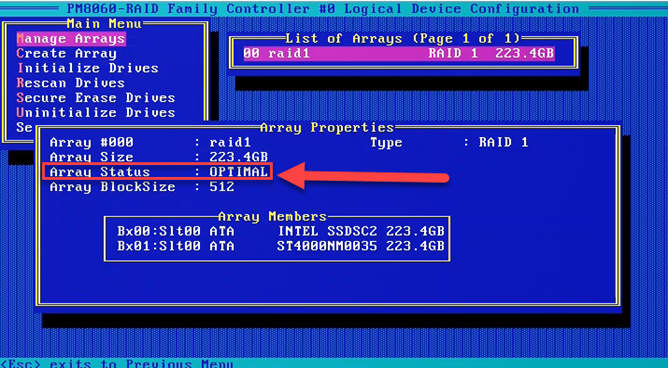 PM8060-RAID Family Controller #0 Logical Device Configuration
Main Menu
Manage Arrays
Create Array
Initialize Drives
Rescan Drives
Secure Erase Drives
Uninitialize Drives
Se
List of Arrays (Page 1 of 1)
00 raid1 RAID 1 223.4GB
Array Properties
Array #000 : raid1 Type : RAID 1
Array Size : 223.4GB
Array Status : OPTIMAL
Array BlockSize : 512
Array Members
Bx00:Slt00 ATA INTEL SSDSC2 223.4GB
Bx01:Slt00 ATA ST4000NM0035 223.4GB
<Esc> exits to Previous Menu